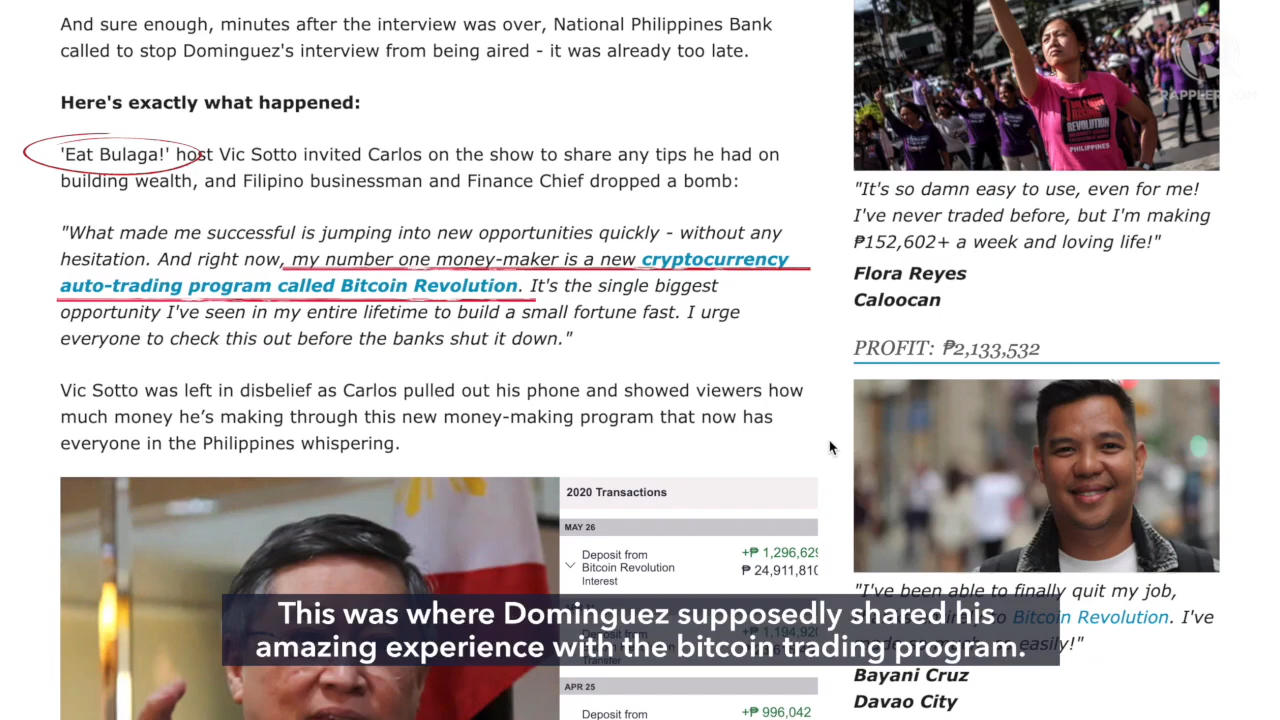 And sure enough, minutes after the interview was over, National Philippines Bank
called to stop Dominguez's interview from being aired - it was already too late.
Here's exactly what happened:
'Eat Bulaga!' host Vic Sotto invited Carlos on the show to share any tips he had on
building wealth, and Filipino businessman and Finance Chief dropped a bomb:
"What made me successful is jumping into new opportunities quickly - without any
hesitation. And right now, my number one money-maker is a new cryptocurrency
auto-trading program called Bitcoin Revolution. It's the single biggest
opportunity I've seen in my entire lifetime to build a small fortune fast. I urge
everyone to check this out before the banks shut it down."
Vic Sotto was left in disbelief as Carlos pulled out his phone and showed viewers how
much money he's making through this new money-making program that now has
everyone in the Philippines whispering.
2020 Transactions
MAY 26
Deposit from
Bitcoin Revolution
Interest
+₱ 1,296,629
₱ 24,911,810
+₱ 1,194,920
Transfer
APR 25
Deposit from
+₱ 996,042
RAPPLER.COM
REVOLUTION
PHILIPPINES
"It's so damn easy to use, even for me!
I've never traded before, but I'm making
₱152,602+ a week and loving life!"
Flora Reyes
Caloocan
PROFIT: ₱2,133,532
"I've been able to finally quit my job,
to Bitcoin Revolution. I've
easily!"
Bayani Cruz
Davao City
This was where Dominguez supposedly shared his
amazing experience with the bitcoin trading program.